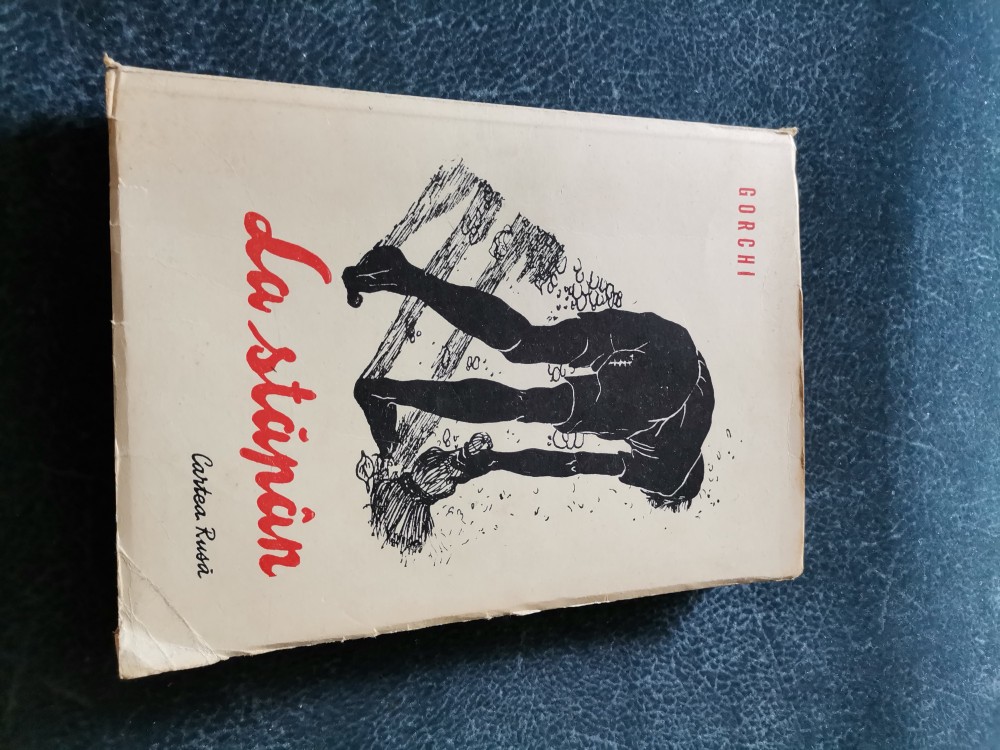 GORCHI
La stăpân
Cartea Rusă